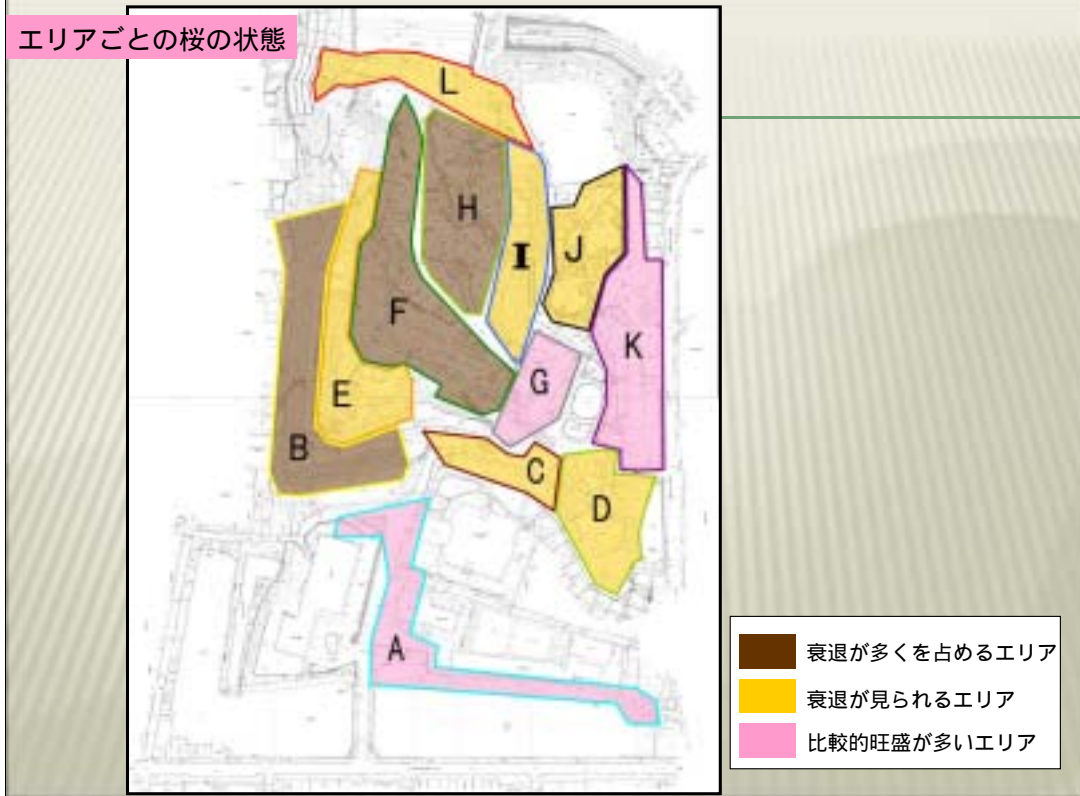 エリアごとの桜の状態
L
H
I
J
F
K
G
E
B
C
D
A
衰退が多くを占めるエリア
衰退が見られるエリア
比較的旺盛が多いエリア